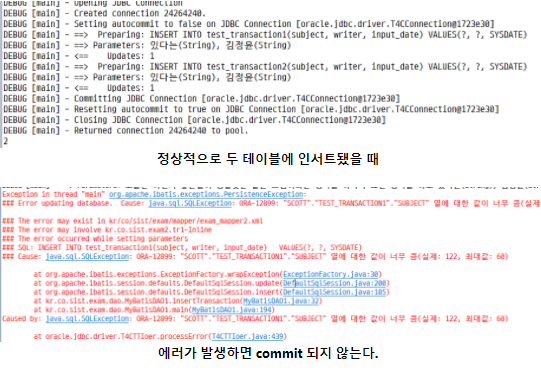 DEBUG [main] - Opening JDBC Connection
DEBUG [main] - Created connection 24264240.
DEBUG [main] - Setting autocommit to false on JDBC Connection [oracle.jdbc.driver.T4CConnection@1723e30]
DEBUG [main] - ==>  Preparing: INSERT INTO test_transaction1(subject, writer, input_date) VALUES(?, ?, SYSDATE)
DEBUG [main] - ==> Parameters: 있다는(String), 김정윤(String)
DEBUG [main] - <==    Updates: 1
DEBUG [main] - ==>  Preparing: INSERT INTO test_transaction2(subject, writer, input_date) VALUES(?, ?, SYSDATE)
DEBUG [main] - ==> Parameters: 있다는(String), 김정윤(String)
DEBUG [main] - <==    Updates: 1
DEBUG [main] - Committing JDBC Connection [oracle.jdbc.driver.T4CConnection@1723e30]
DEBUG [main] - Resetting autocommit to true on JDBC Connection [oracle.jdbc.driver.T4CConnection@1723e30]
DEBUG [main] - Closing JDBC Connection [oracle.jdbc.driver.T4CConnection@1723e30]
DEBUG [main] - Returned connection 24264240 to pool.
2
정상적으로 두 테이블에 인서트됐을 때
Exception in thread "main" org.apache.ibatis.exceptions.PersistenceException:
### Error updating database.  Cause: java.sql.SQLException: ORA-12899: "SCOTT"."TEST_TRANSACTION1"."SUBJECT" 열에 대한 값이 너무 큼(실제: 122, 최대값: 60)

### The error may exist in kr/co/sist/exam/mapper/exam_mapper2.xml
### The error may involve kr.co.sist.exam2.tr1-Inline
### The error occurred while setting parameters
### SQL: INSERT INTO test_transaction1(subject, writer, input_date)   VALUES(?, ?, SYSDATE)
### Cause: java.sql.SQLException: ORA-12899: "SCOTT"."TEST_TRANSACTION1"."SUBJECT" 열에 대한 값이 너무 큼(실제: 122, 최대값: 60)

at org.apache.ibatis.exceptions.ExceptionFactory.wrapException(ExceptionFactory.java:30)
at org.apache.ibatis.session.defaults.DefaultSqlSession.update(DefaultSqlSession.java:200)
at org.apache.ibatis.session.defaults.DefaultSqlSession.insert(DefaultSqlSession.java:185)
at kr.co.sist.exam.dao.MyBatisDAO1.insertTransaction(MyBatisDAO1.java:32)
at kr.co.sist.exam.dao.MyBatisDAO1.main(MyBatisDAO1.java:194)
Caused by: java.sql.SQLException: ORA-12899: "SCOTT"."TEST_TRANSACTION1"."SUBJECT" 열에 대한 값이 너무 큼(실제: 122, 최대값: 60)

at oracle.jdbc.driver.T4CTTIoer.processError(T4CTTIoer.java:439)
에러가 발생하면 commit 되지 않는다.